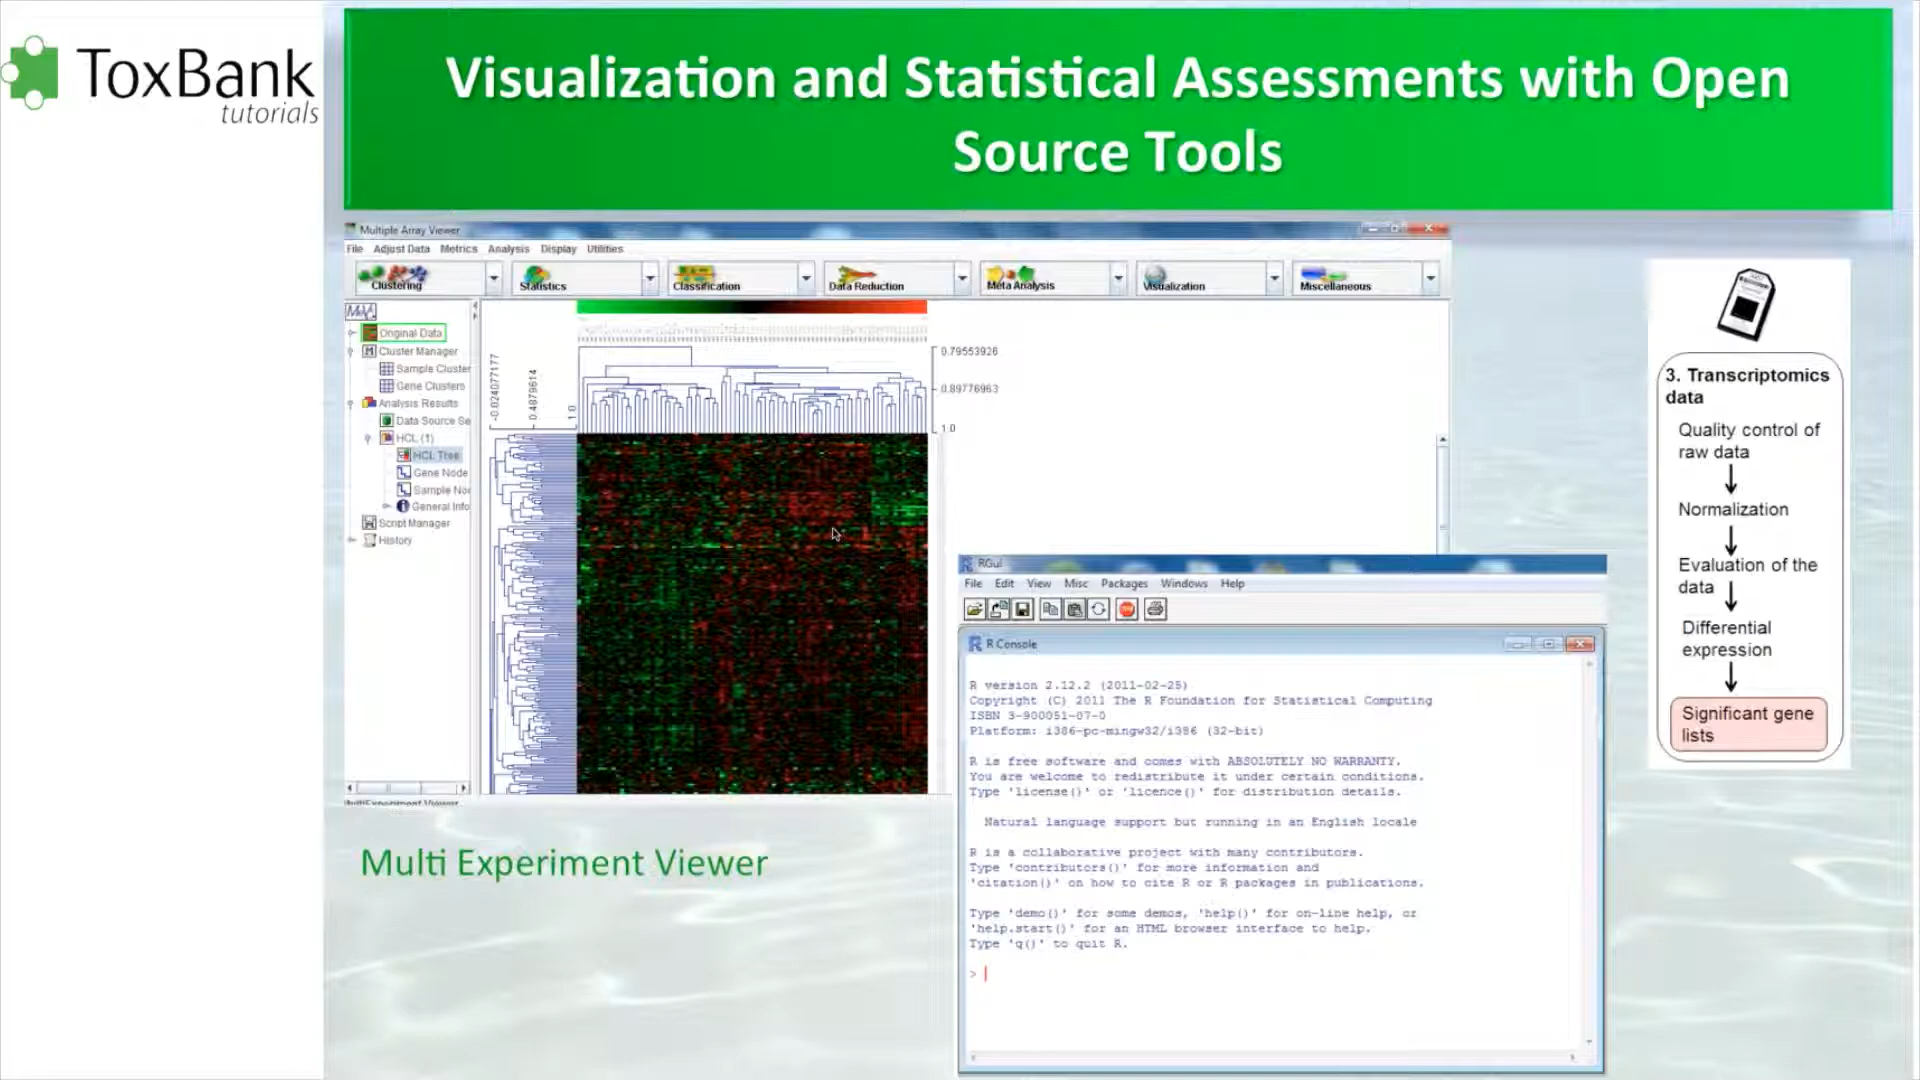 ToxBank
tutorials
Visualization and Statistical Assessments with Open
Source Tools
Multiple Array Viewer
File Adjust Data Metrics Analysis Display Utilities
Clustering Statistics Classification Data Reduction Meta Analysis Visualization Miscellaneous
MeV
Original Data
Cluster Manager
Sample Cluster
Gene Clusters
Analysis Results
Data Source Se
HCL (1)
HCL Tree
Gene Node
Sample Noo
General Info
Script Manager
History
-0.024077177
0.4879614
1.0
0.79553926
0.89776963
1.0
MultiExperiment Viewer
Multi Experiment Viewer
RGui
File Edit View Misc Packages Windows Help
R Console
R version 2.12.2 (2011-02-25)
Copyright (C) 2011 The R Foundation for Statistical Computing
ISBN 3-900051-07-0
Platform: i386-pc-mingw32/i386 (32-bit)
R is free software and comes with ABSOLUTELY NO WARRANTY.
You are welcome to redistribute it under certain conditions.
Type 'license()' or 'licence()' for distribution details.
Natural language support but running in an English locale
R is a collaborative project with many contributors.
Type 'contributors()' for more information and
'citation()' on how to cite R or R packages in publications.
Type 'demo()' for some demos, 'help()' for on-line help, or
'help.start()' for an HTML browser interface to help.
Type 'q()' to quit R.
>
3. Transcriptomics
data
Quality control of
raw data
Normalization
Evaluation of the
data
Differential
expression
Significant gene
lists